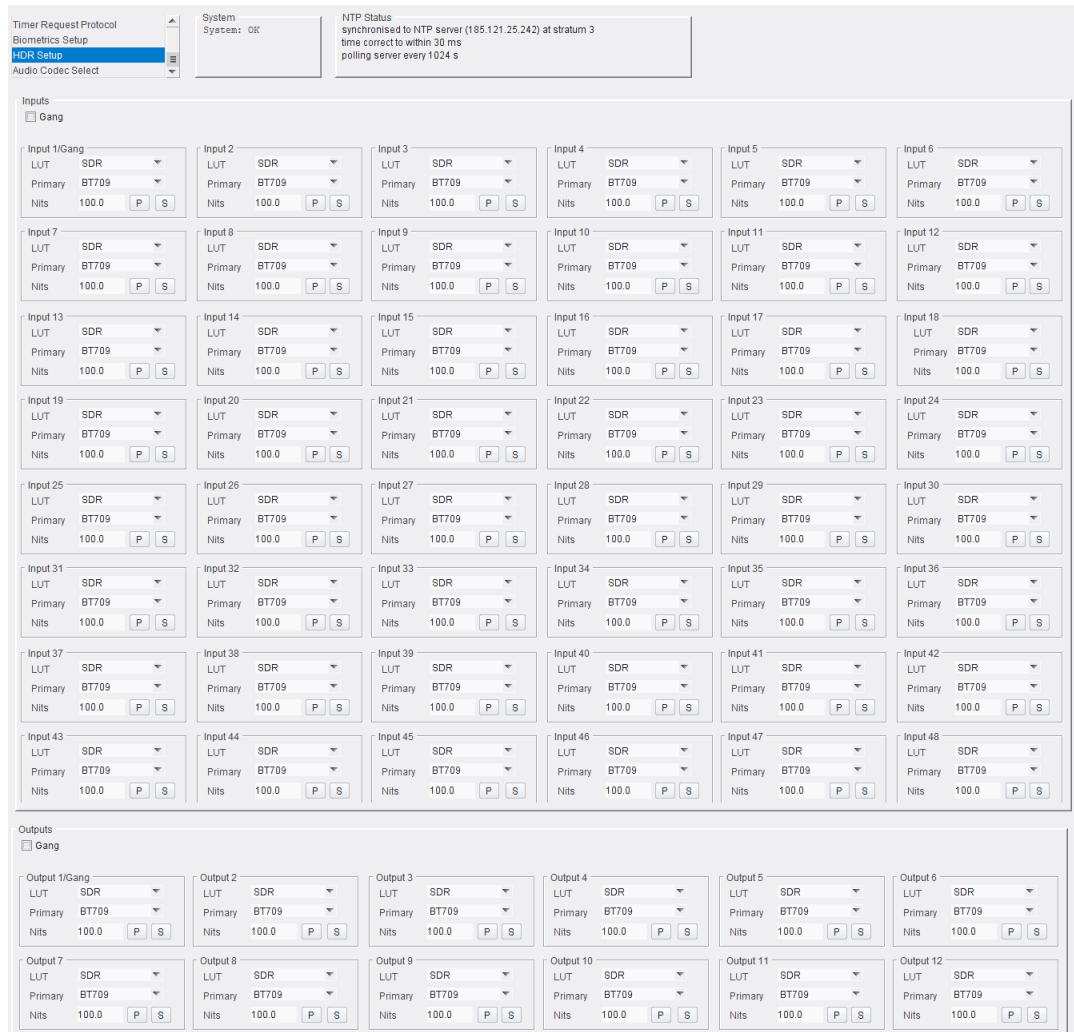 Timer Request Protocol
Biometrics Setup
HDR Setup
Audio Codec Select
System
System: OK
NTP Status
synchronised to NTP server (185.121.25.242) at stratum 3
time correct to within 30 ms
polling server every 1024 s
Inputs
Gang
Input 1/Gang Input 2 Input 3 Input 4 Input 5 Input 6
LUT SDR LUT SDR LUT SDR LUT SDR LUT SDR LUT SDR
Primary BT709 Primary BT709 Primary BT709 Primary BT709 Primary BT709 Primary BT709
Nits 100.0 P S Nits 100.0 P S Nits 100.0 P S Nits 100.0 P S Nits 100.0 P S Nits 100.0 P S
Input 7 Input 8 Input 9 Input 10 Input 11 Input 12
LUT SDR LUT SDR LUT SDR LUT SDR LUT SDR LUT SDR
Primary BT709 Primary BT709 Primary BT709 Primary BT709 Primary BT709 Primary BT709
Nits 100.0 P S Nits 100.0 P S Nits 100.0 P S Nits 100.0 P S Nits 100.0 P S Nits 100.0 P S
Input 13 Input 14 Input 15 Input 16 Input 17 Input 18
LUT SDR LUT SDR LUT SDR LUT SDR LUT SDR LUT SDR
Primary BT709 Primary BT709 Primary BT709 Primary BT709 Primary BT709 Primary BT709
Nits 100.0 P S Nits 100.0 P S Nits 100.0 P S Nits 100.0 P S Nits 100.0 P S Nits 100.0 P S
Input 19 Input 20 Input 21 Input 22 Input 23 Input 24
LUT SDR LUT SDR LUT SDR LUT SDR LUT SDR LUT SDR
Primary BT709 Primary BT709 Primary BT709 Primary BT709 Primary BT709 Primary BT709
Nits 100.0 P S Nits 100.0 P S Nits 100.0 P S Nits 100.0 P S Nits 100.0 P S Nits 100.0 P S
Input 25 Input 26 Input 27 Input 28 Input 29 Input 30
LUT SDR LUT SDR LUT SDR LUT SDR LUT SDR LUT SDR
Primary BT709 Primary BT709 Primary BT709 Primary BT709 Primary BT709 Primary BT709
Nits 100.0 P S Nits 100.0 P S Nits 100.0 P S Nits 100.0 P S Nits 100.0 P S Nits 100.0 P S
Input 31 Input 32 Input 33 Input 34 Input 35 Input 36
LUT SDR LUT SDR LUT SDR LUT SDR LUT SDR LUT SDR
Primary BT709 Primary BT709 Primary BT709 Primary BT709 Primary BT709 Primary BT709
Nits 100.0 P S Nits 100.0 P S Nits 100.0 P S Nits 100.0 P S Nits 100.0 P S Nits 100.0 P S
Input 37 Input 38 Input 39 Input 40 Input 41 Input 42
LUT SDR LUT SDR LUT SDR LUT SDR LUT SDR LUT SDR
Primary BT709 Primary BT709 Primary BT709 Primary BT709 Primary BT709 Primary BT709
Nits 100.0 P S Nits 100.0 P S Nits 100.0 P S Nits 100.0 P S Nits 100.0 P S Nits 100.0 P S
Input 43 Input 44 Input 45 Input 46 Input 47 Input 48
LUT SDR LUT SDR LUT SDR LUT SDR LUT SDR LUT SDR
Primary BT709 Primary BT709 Primary BT709 Primary BT709 Primary BT709 Primary BT709
Nits 100.0 P S Nits 100.0 P S Nits 100.0 P S Nits 100.0 P S Nits 100.0 P S Nits 100.0 P S
Outputs
Gang
Output 1/Gang Output 2 Output 3 Output 4 Output 5 Output 6
LUT SDR LUT SDR LUT SDR LUT SDR LUT SDR LUT SDR
Primary BT709 Primary BT709 Primary BT709 Primary BT709 Primary BT709 Primary BT709
Nits 100.0 P S Nits 100.0 P S Nits 100.0 P S Nits 100.0 P S Nits 100.0 P S Nits 100.0 P S
Output 7 Output 8 Output 9 Output 10 Output 11 Output 12
LUT SDR LUT SDR LUT SDR LUT SDR LUT SDR LUT SDR
Primary BT709 Primary BT709 Primary BT709 Primary BT709 Primary BT709 Primary BT709
Nits 100.0 P S Nits 100.0 P S Nits 100.0 P S Nits 100.0 P S Nits 100.0 P S Nits 100.0 P S